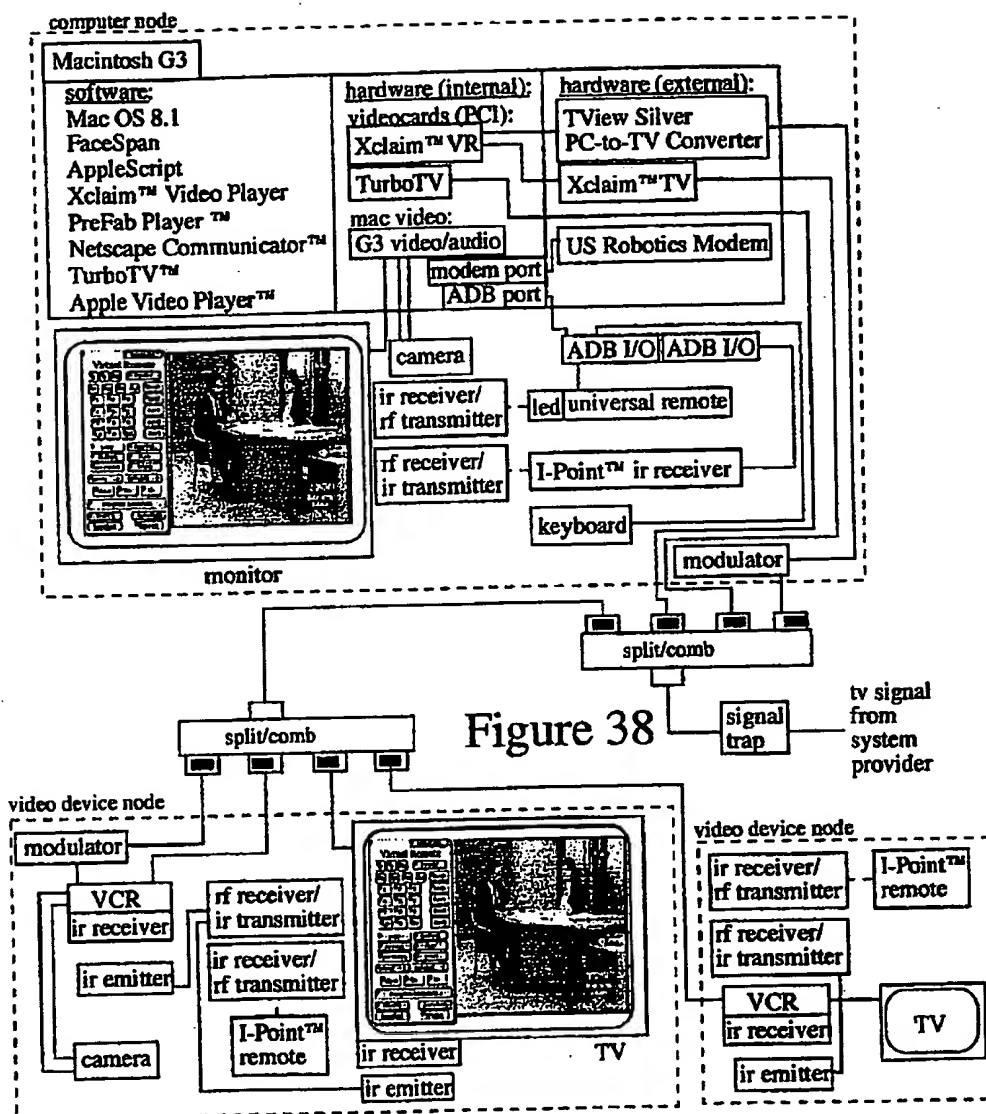 computer node
Macintosh G3
software:
Mac OS 8.1
FaceSpan
AppleScript
Xclaim™ Video Player
PreFab Player ™
Netscape Communicator™
TurboTV™
Apple Video Player™
hardware (internal):
videocards (PCI):
Xclaim™ VR
TurboTV
mac video:
G3 video/audio
modem port
ADB port
hardware (external):
TView Silver
PC-to-TV Converter
Xclaim™ TV
US Robotics Modem
camera
ADB I/O
ADB I/O
ir receiver/
rf transmitter
led
universal remote
rf receiver/
ir transmitter
I-Point™ ir receiver
keyboard
modulator
Virtual Remote
monitor
split/comb
split/comb
Figure 38
signal
trap
tv signal
from
system
provider
video device node
modulator
VCR
ir receiver
ir emitter
camera
rf receiver/
ir transmitter
ir receiver/
rf transmitter
I-Point™
remote
Virtual Remote
ir receiver
TV
ir emitter
video device node
ir receiver/
rf transmitter
I-Point™
remote
rf receiver/
ir transmitter
VCR
ir receiver
ir emitter
TV